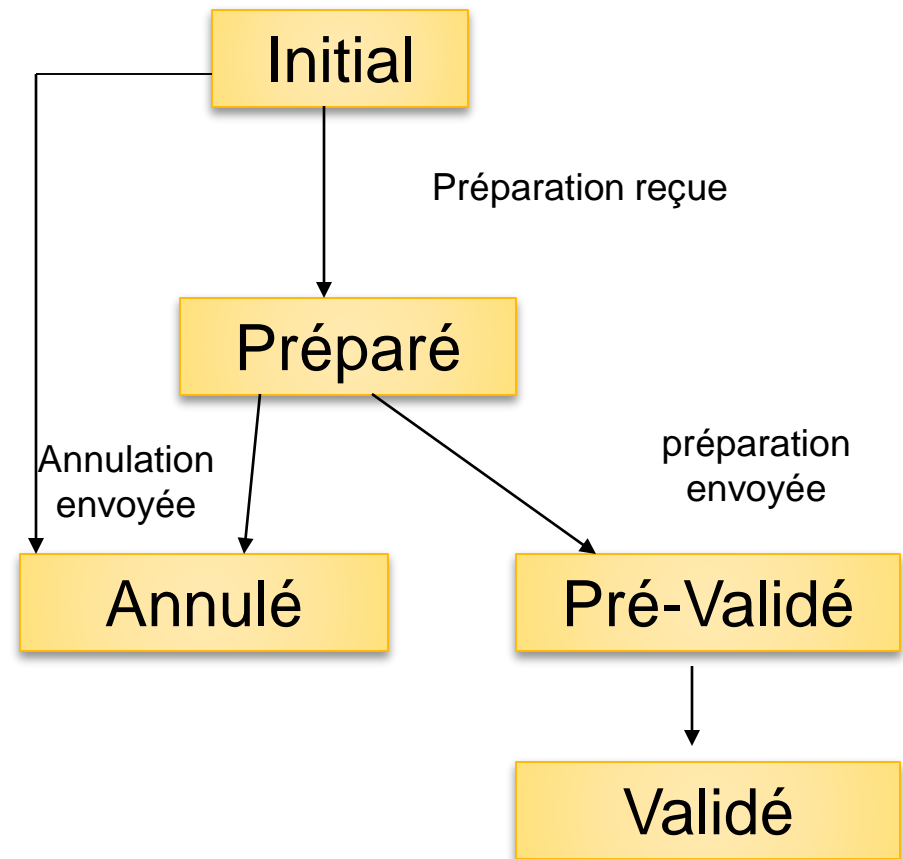 Initial
Préparation reçue
Préparé
Annulation
envoyée
préparation
envoyée
Annulé
Pré-Validé
Validé